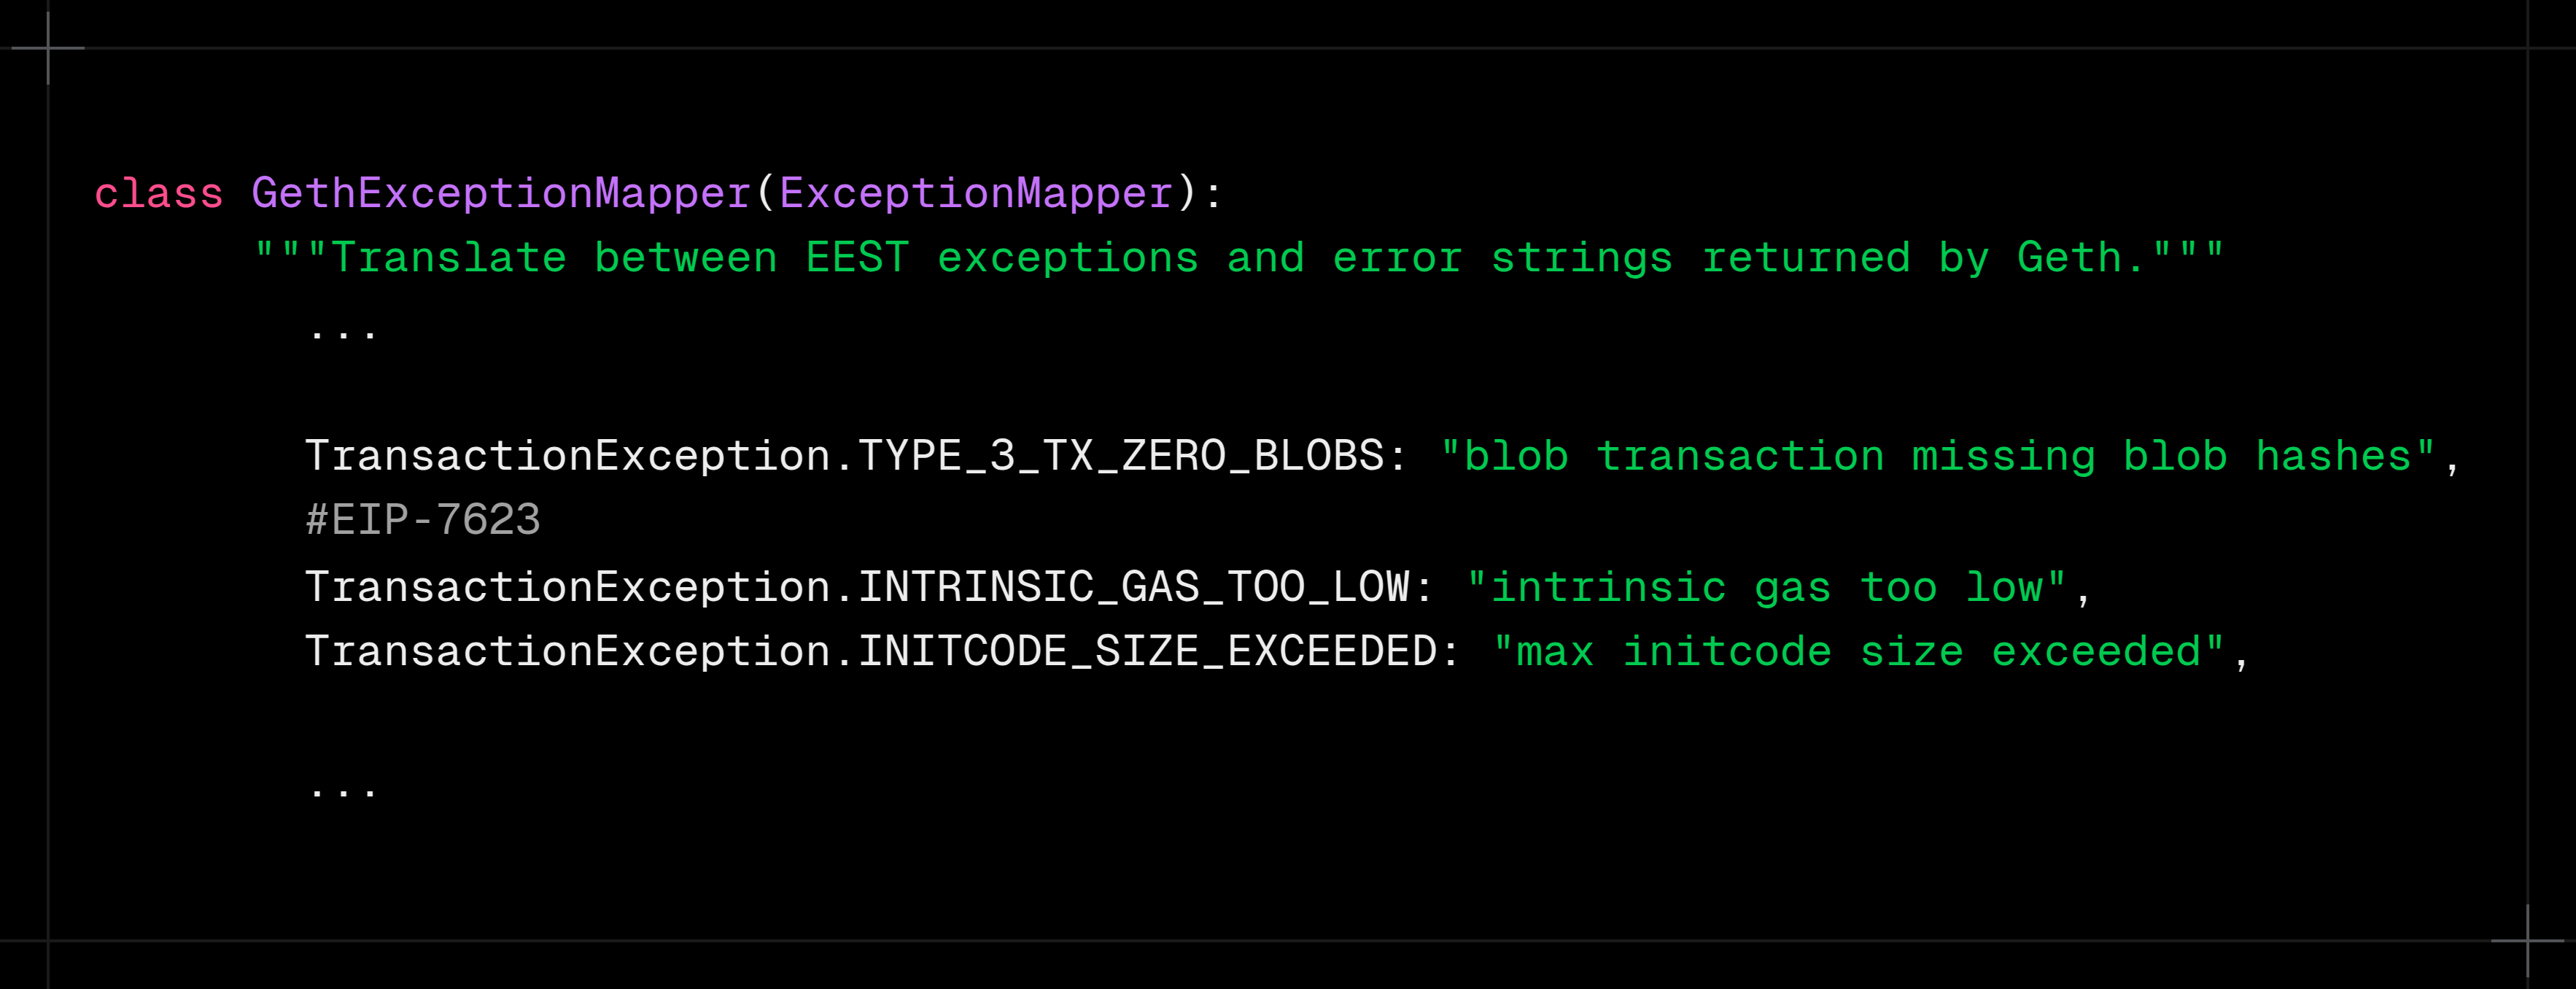 class GethExceptionMapper(ExceptionMapper):
"""Translate between EEST exceptions and error strings returned by Geth."""
...
TransactionException.TYPE_3_TX_ZERO_BLOBS: "blob transaction missing blob hashes",
#EIP-7623
TransactionException.INTRINSIC_GAS_TOO_LOW: "intrinsic gas too low",
TransactionException.INITCODE_SIZE_EXCEEDED: "max initcode size exceeded",
...